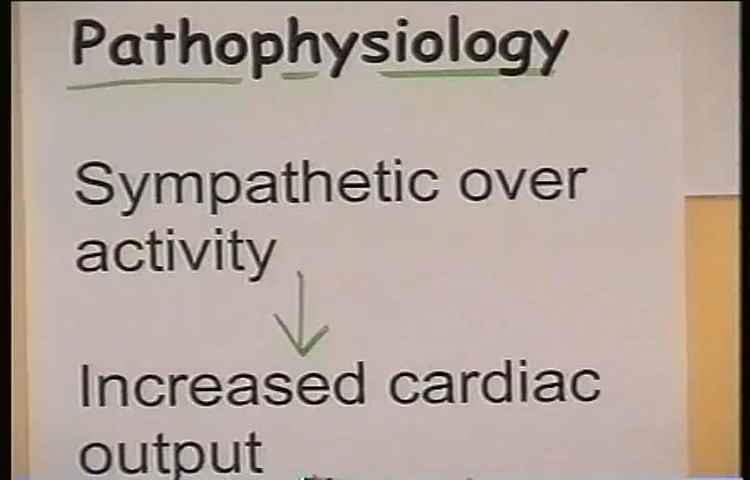 Pathophysiology
Sympathetic over
activity
Increased cardiac
output